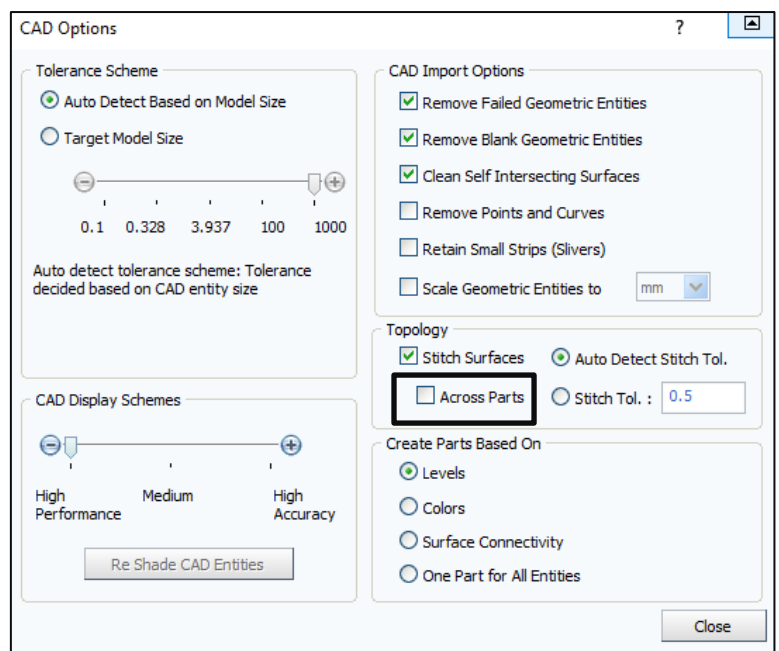 CAD Options
?
Tolerance Scheme
Auto Detect Based on Model Size
Target Model Size
0.1 0.328 3.937 100 1000
Auto detect tolerance scheme: Tolerance
decided based on CAD entity size
CAD Display Schemes
High Medium High
Performance Accuracy
Re Shade CAD Entities
CAD Import Options
Remove Failed Geometric Entities
Remove Blank Geometric Entities
Clean Self Intersecting Surfaces
Remove Points and Curves
Retain Small Strips (Slivers)
Scale Geometric Entities to mm
Topology
Stitch Surfaces Auto Detect Stitch Tol.
Across Parts Stitch Tol. : 0.5
Create Parts Based On
Levels
Colors
Surface Connectivity
One Part for All Entities
Close